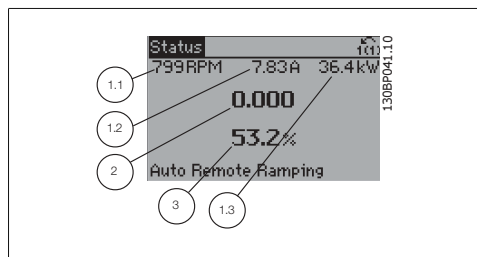 Status 1(1)
799RPM 7.83A 36.4kW
0.000
53.2%
Auto Remote Ramping
1.1
1.2
2
3
1.3
130BP041.10